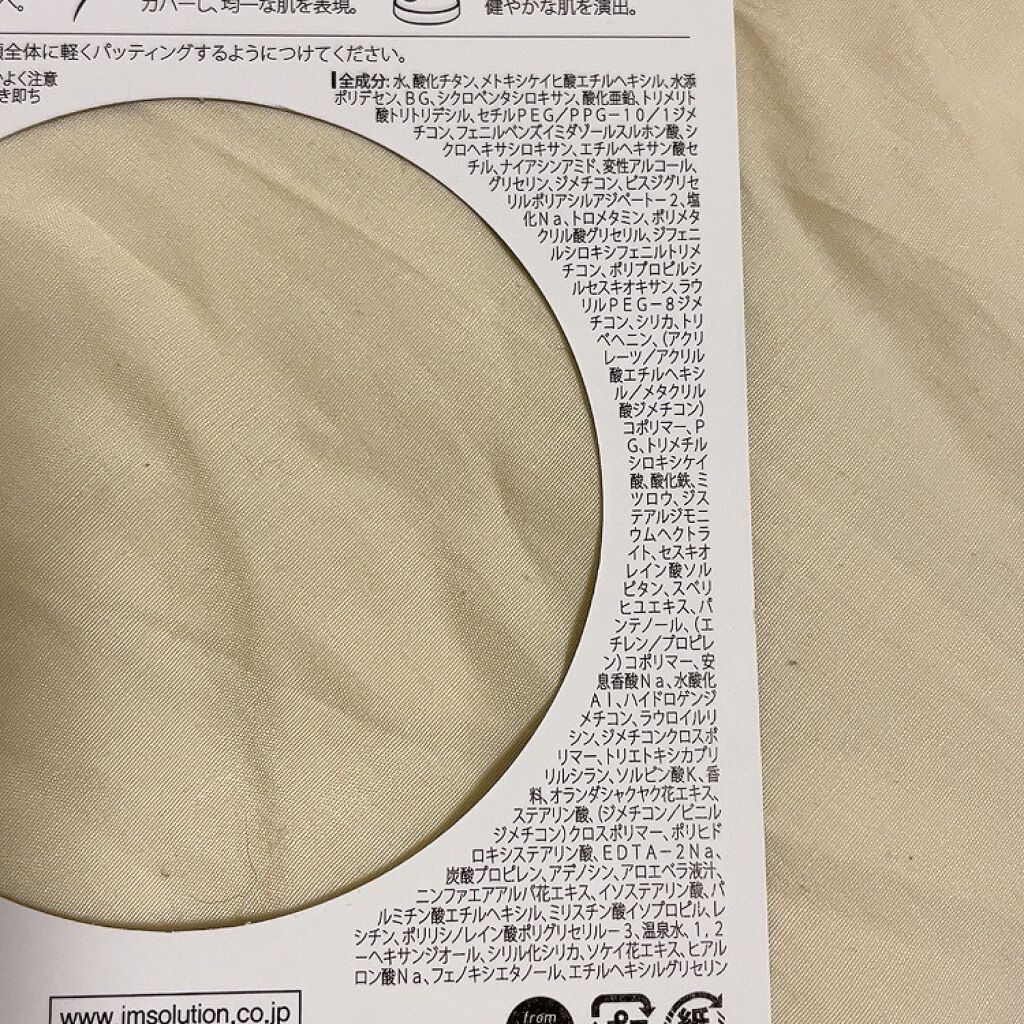 カバーし、均一な肌を表現。
健やかな肌を演出。
全体に軽くパッティングするようにつけてください。
よく注意
き即ち
全成分:水、酸化チタン、メトキシケイヒ酸エチルヘキシル、水添
ポリデセン、BG、シクロペンタシロキサン、酸化亜鉛、トリメリト
酸トリトリデシル、セチルPEG/PPG-10/1ジメ
チコン、フェニルベンズイミダゾールスルホン酸、シ
クロヘキサシロキサン、エチルヘキサン酸セ
チル、ナイアシンアミド、変性アルコール、
グリセリン、ジメチコン、ビスジグリセ
リルポリアシルアジペート-2、塩
化Na、トロメタミン、ポリメタ
クリル酸グリセリル、ジフェニ
ルシロキシフェニルトリメ
チコン、ポリプロピルシ
ルセスキオキサン、ラウ
リルPEG-8ジメ
チコン、シリカ、トリ
ベヘニン、(アクリ
レーツ/アクリル
酸エチルヘキシ
ル/メタクリル
酸ジメチコン)
コポリマー、P
G、トリメチル
シロキシケイ
酸、酸化鉄、ミ
ツロウ、ジス
テアルジモニ
ウムヘクトラ
イト、セスキオ
レイン酸ソル
ビタン、スベリ
ヒユエキス、パ
ンテノール、(エ
チレン/プロピレ
ン)コポリマー、安
息香酸Na、水酸化
Al、ハイドロゲンジ
メチコン、ラウロイルリ
シン、ジメチコンクロスポ
リマー、トリエトキシカプリ
リルシラン、ソルビン酸K、香
料、オランダシャクヤク花エキス、
ステアリン酸、(ジメチコン/ビニル
ジメチコン)クロスポリマー、ポリヒド
ロキシステアリン酸、EDTA-2Na、
炭酸プロピレン、アデノシン、アロエベラ液汁、
ニンファエアアルバ花エキス、イソステアリン酸、パ
ルミチン酸エチルヘキシル、ミリスチン酸イソプロピル、レ
シチン、ポリリシノレイン酸ポリグリセリル-3、温泉水、1,2
-ヘキサンジオール、シリル化シリカ、ソケイ花エキス、ヒアル
ロン酸Na、フェノキシエタノール、エチルヘキシルグリセリン
www.jmsolution.co.jp
from